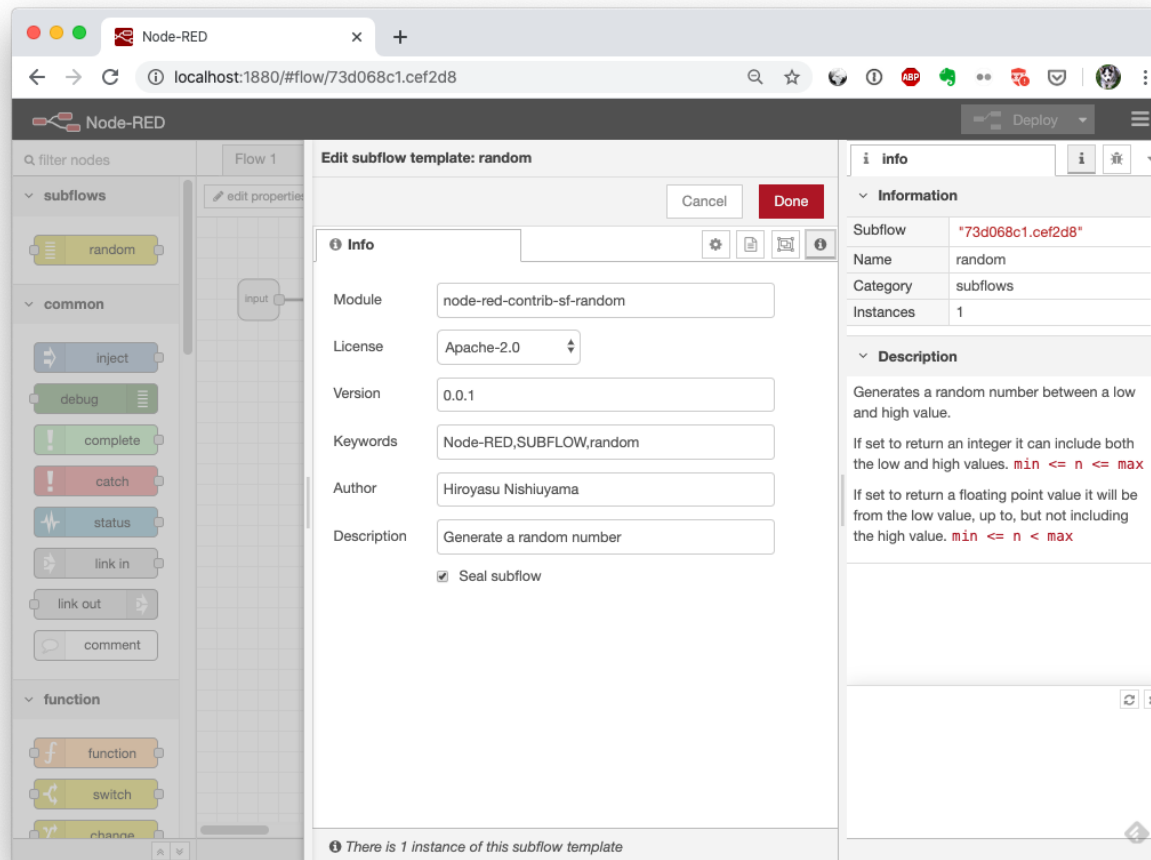 Node-RED
localhost:1880/#flow/73d068c1.cef2d8
ABP
Node-RED
Deploy
filter nodes
subflows
random
common
inject
debug
complete
catch
status
link in
link out
comment
function
function
switch
change
Flow 1
edit properties
input
Edit subflow template: random
Cancel
Done
Info
Module
node-red-contrib-sf-random
License
Apache-2.0
Version
0.0.1
Keywords
Node-RED,SUBFLOW,random
Author
Hiroyasu Nishiuyama
Description
Generate a random number
Seal subflow
There is 1 instance of this subflow template
info
Information
Subflow "73d068c1.cef2d8"
Name random
Category subflows
Instances 1
Description
Generates a random number between a low
and high value.
If set to return an integer it can include both
the low and high values. min <= n <= max
If set to return a floating point value it will be
from the low value, up to, but not including
the high value. min <= n < max